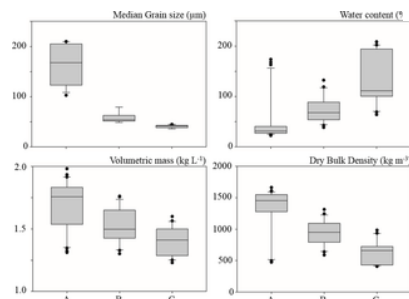 Median Grain size (µm)
Water content (
200
100
0
200
100
0
Volumetric mass (kg L⁻¹)
Dry Bulk Density (kg m⁻³)
2.0
1.5
1.0
2000
1500
1000
500
0
A
B
C
A
B
C